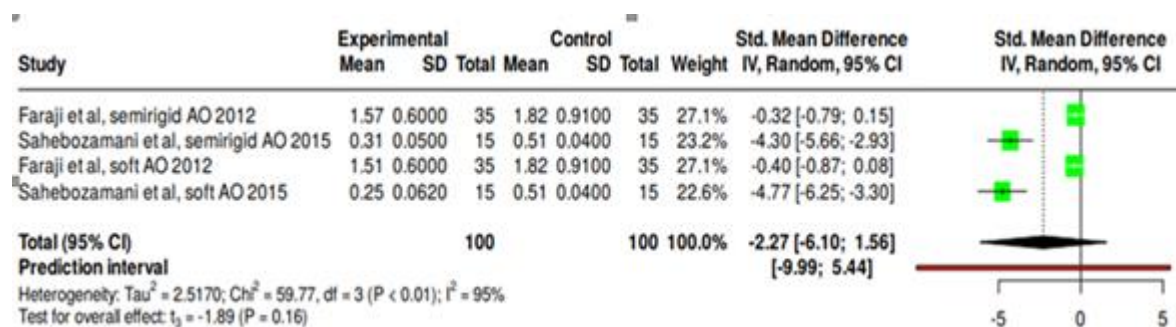 Experimental Control Std. Mean Difference Std. Mean Difference
Study Mean SD Total Mean SD Total Weight IV, Random, 95% CI IV, Random, 95% CI
Faraji et al, semirigid AO 2012 1.57 0.6000 35 1.82 0.9100 35 27.1% -0.32 [-0.79; 0.15]
Sahebozamani et al, semirigid AO 2015 0.31 0.0500 15 0.51 0.0400 15 23.2% -4.30 [-5.66; -2.93]
Faraji et al, soft AO 2012 1.51 0.6000 35 1.82 0.9100 35 27.1% -0.40 [-0.87; 0.08]
Sahebozamani et al, soft AO 2015 0.25 0.0620 15 0.51 0.0400 15 22.6% -4.77 [-6.25; -3.30]
Total (95% CI) 100 100 100.0% -2.27 [-6.10; 1.56]
Prediction interval [-9.99; 5.44]
Heterogeneity: Tau² = 2.5170; Chi² = 59.77, df = 3 (P < 0.01); I² = 95%
Test for overall effect: t₃ = -1.89 (P = 0.16)
-5 0 5